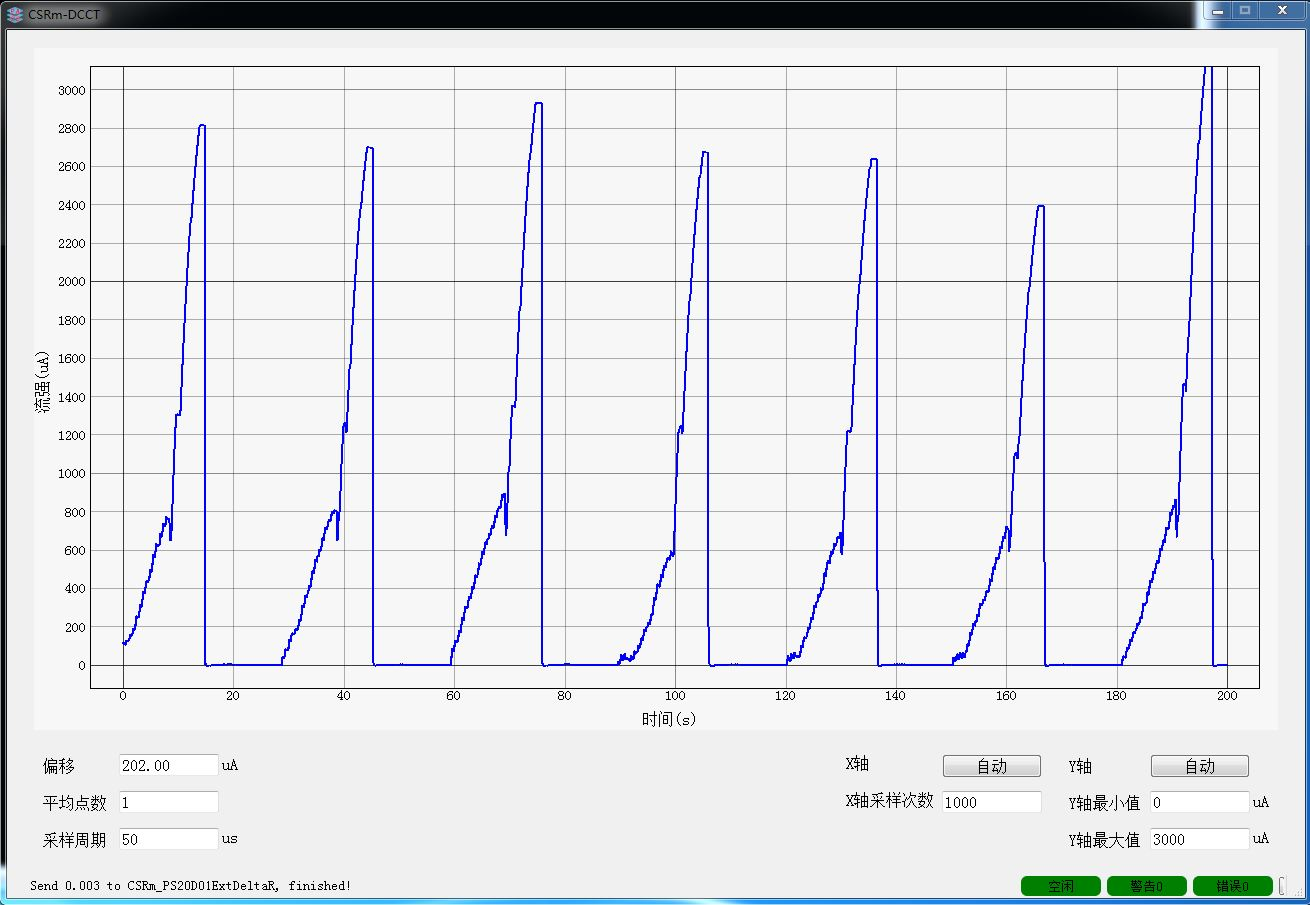 CSRm-DCCT
3000
2800
2600
2400
2200
2000
1800
1600
1400
1200
1000
800
600
400
200
0
流强(uA)
0 20 40 60 80 100 120 140 160 180 200
时间(s)
偏移 202.00 uA X轴 自动 Y轴 自动
平均点数 1 X轴采样次数 1000 Y轴最小值 0 uA
采样周期 50 us Y轴最大值 3000 uA
Send 0.003 to CSRm_PS20D01ExtDeltaR, finished! 空闲 警告0 错误0